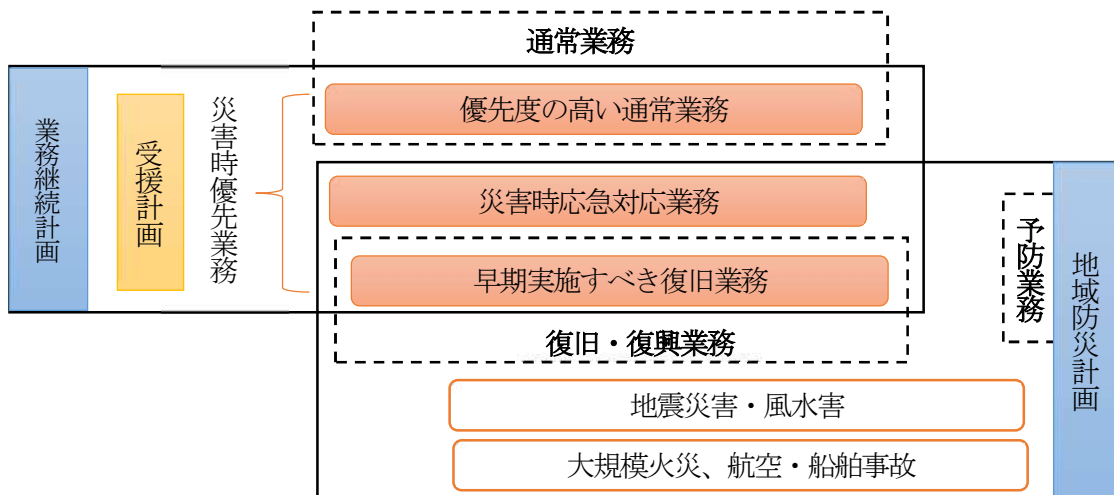 通常業務
業務継続計画
受援計画
災害時優先業務
優先度の高い通常業務
災害時応急対応業務
早期実施すべき復旧業務
復旧・復興業務
予防業務
地域防災計画
地震災害・風水害
大規模火災、航空・船舶事故